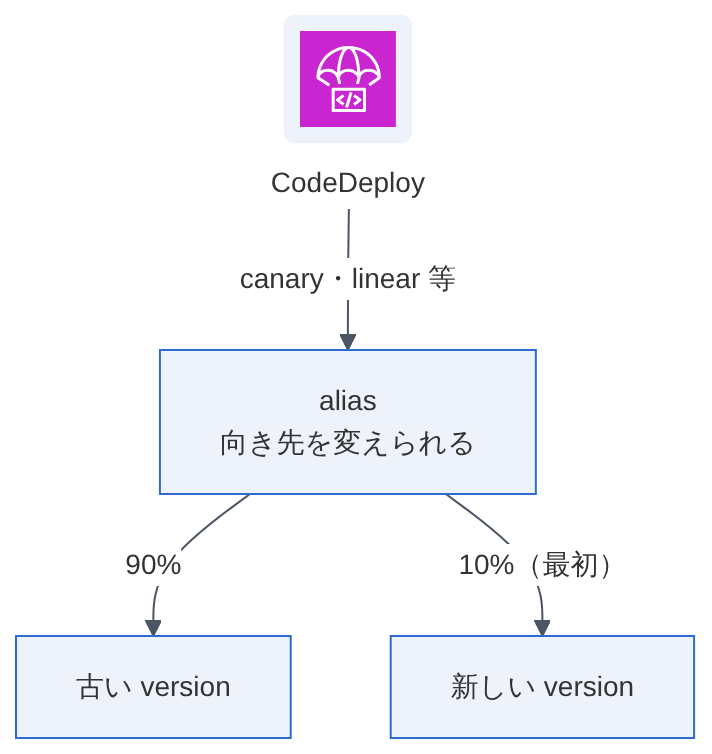 CodeDeploy
canary・linear 等
alias
向き先を変えられる
90%
10%（最初）
古い version
新しい version